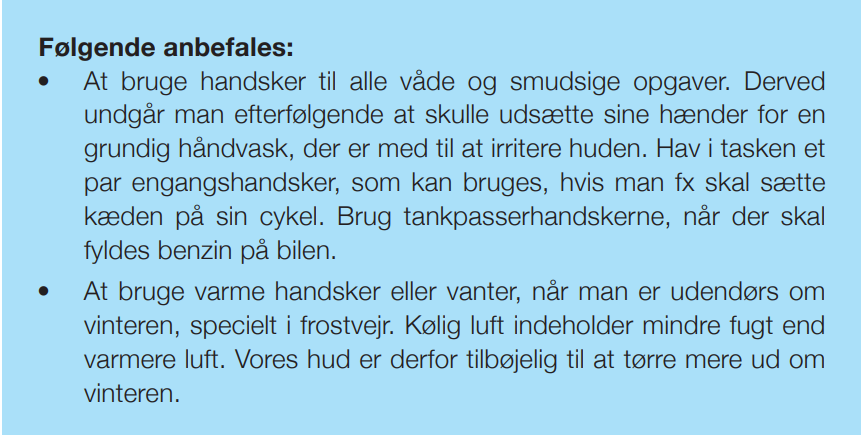 Følgende anbefales:
• At bruge handsker til alle våde og smudsige opgaver. Derved
undgår man efterfølgende at skulle udsætte sine hænder for en
grundig håndvask, der er med til at irritere huden. Hav i tasken et
par engangshandsker, som kan bruges, hvis man fx skal sætte
kæden på sin cykel. Brug tankpasserhandskerne, når der skal
fyldes benzin på bilen.
• At bruge varme handsker eller vanter, når man er udendørs om
vinteren, specielt i frostvejr. Kølig luft indeholder mindre fugt end
varmere luft. Vores hud er derfor tilbøjelig til at tørre mere ud om
vinteren.